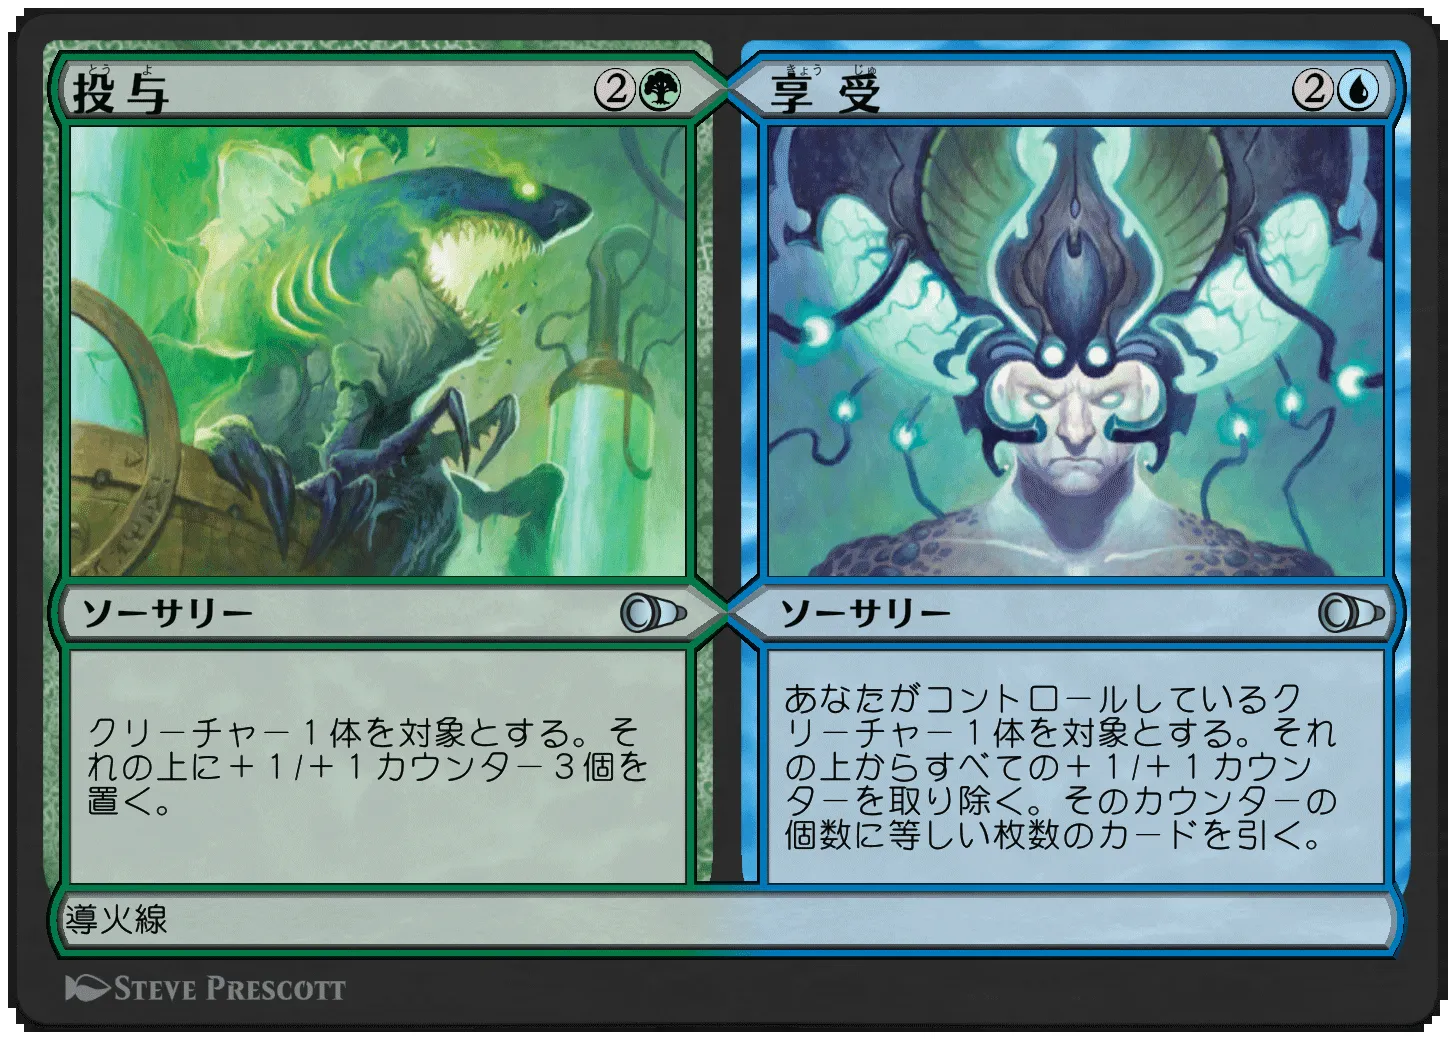 とうよ
投与 2
ソーサリー
クリーチャー１体を対象とする。そ
れの上に＋１/＋１カウンター３個を
置く。
きょうじゅ
享受 2
ソーサリー
あなたがコントロールしているク
リーチャー１体を対象とする。それ
の上からすべての＋１/＋１カウン
ターを取り除く。そのカウンターの
個数に等しい枚数のカードを引く。
導火線
STEVE PRESCOTT